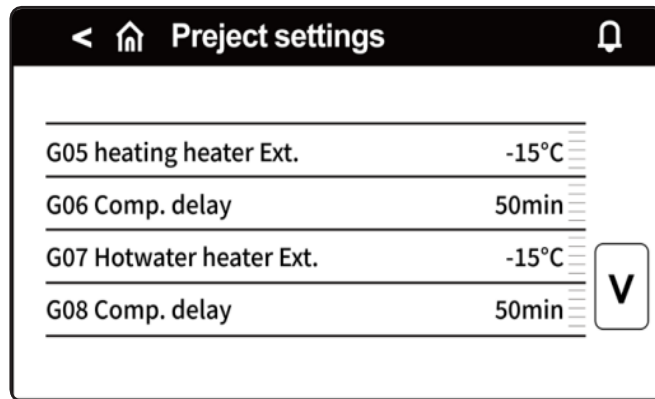 < Preject settings
G05 heating heater Ext. -15°C
G06 Comp. delay 50min
G07 Hotwater heater Ext. -15°C
G08 Comp. delay 50min
V